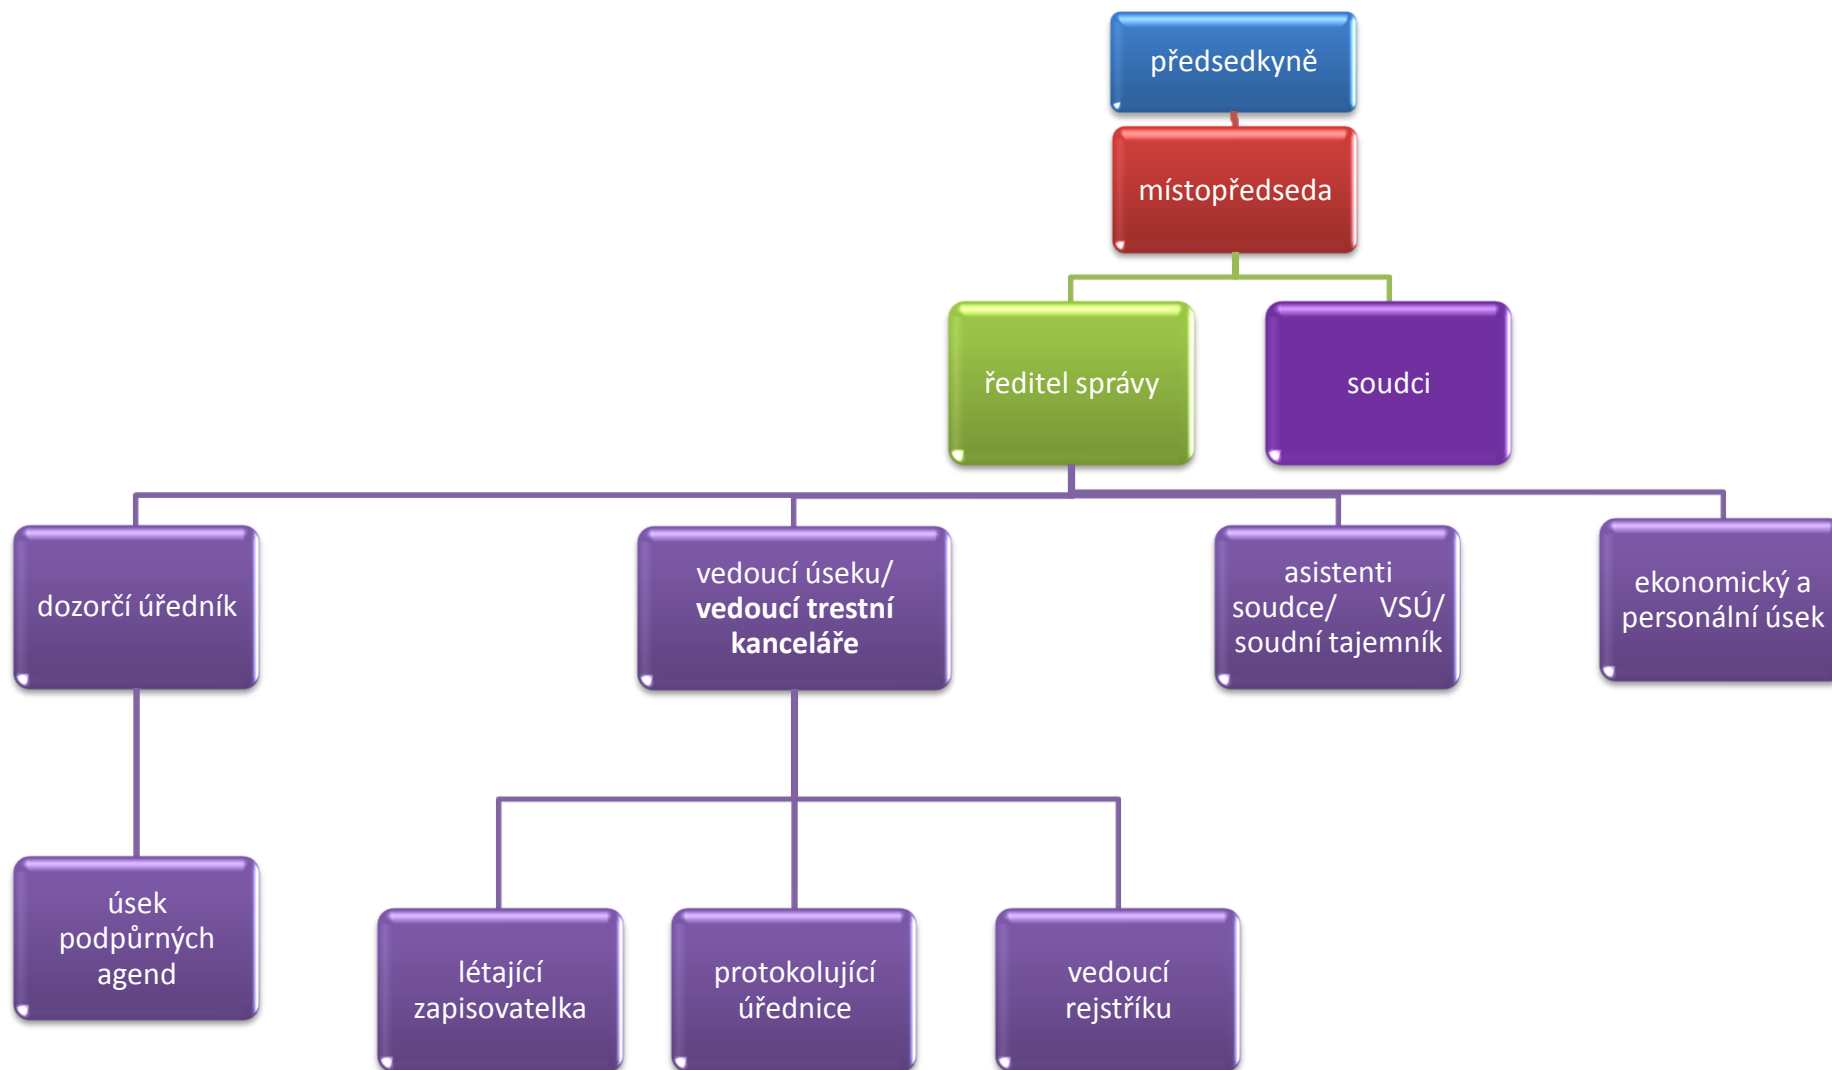 předsedkyně
místopředseda
ředitel správy
soudci
dozorčí úředník
vedoucí úseku/
vedoucí trestní
kanceláře
asistenti
soudce/ VSÚ/
soudní tajemník
ekonomický a
personální úsek
úsek
podpůrných
agend
létající
zapisovatelka
protokolující
úřednice
vedoucí
rejstříku